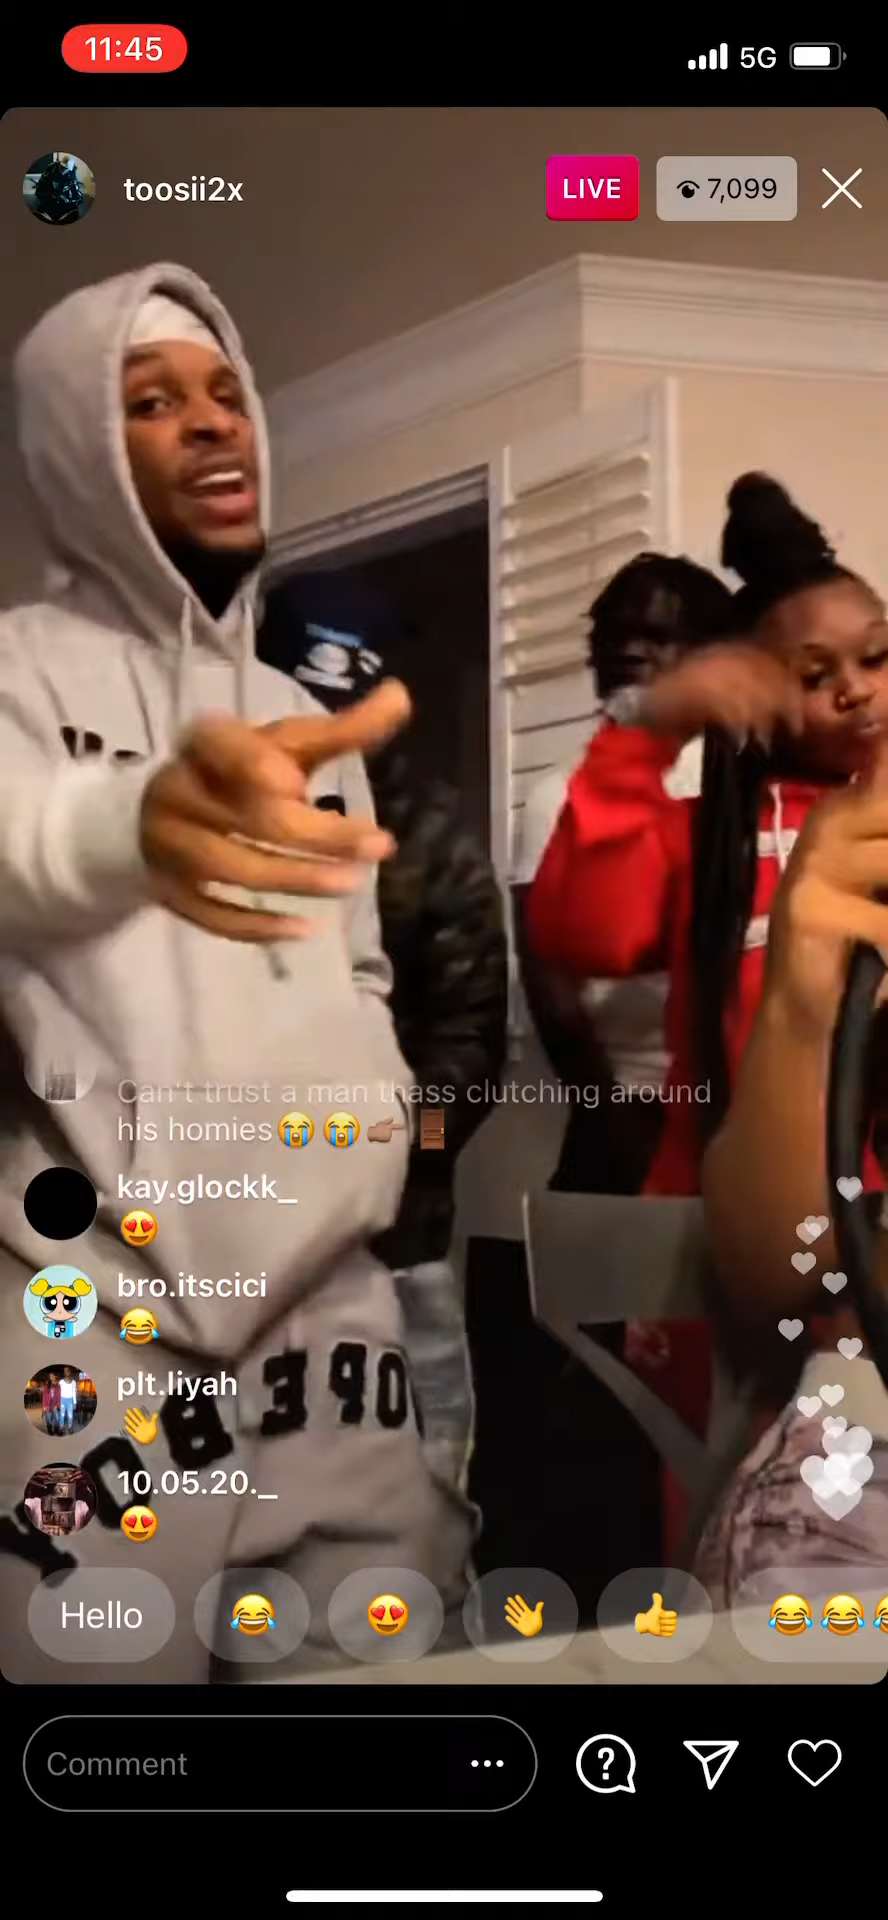 11:45
5G
toosii2x
LIVE
7,099
Can't trust a man thass clutching around
his homies😭😭👉🏽🚪
kay.glockk_
😍
bro.itscici
😂
plt.liyah
👋
10.05.20._
😍
Hello 😂 😍 👋 👍 😂😂
Comment